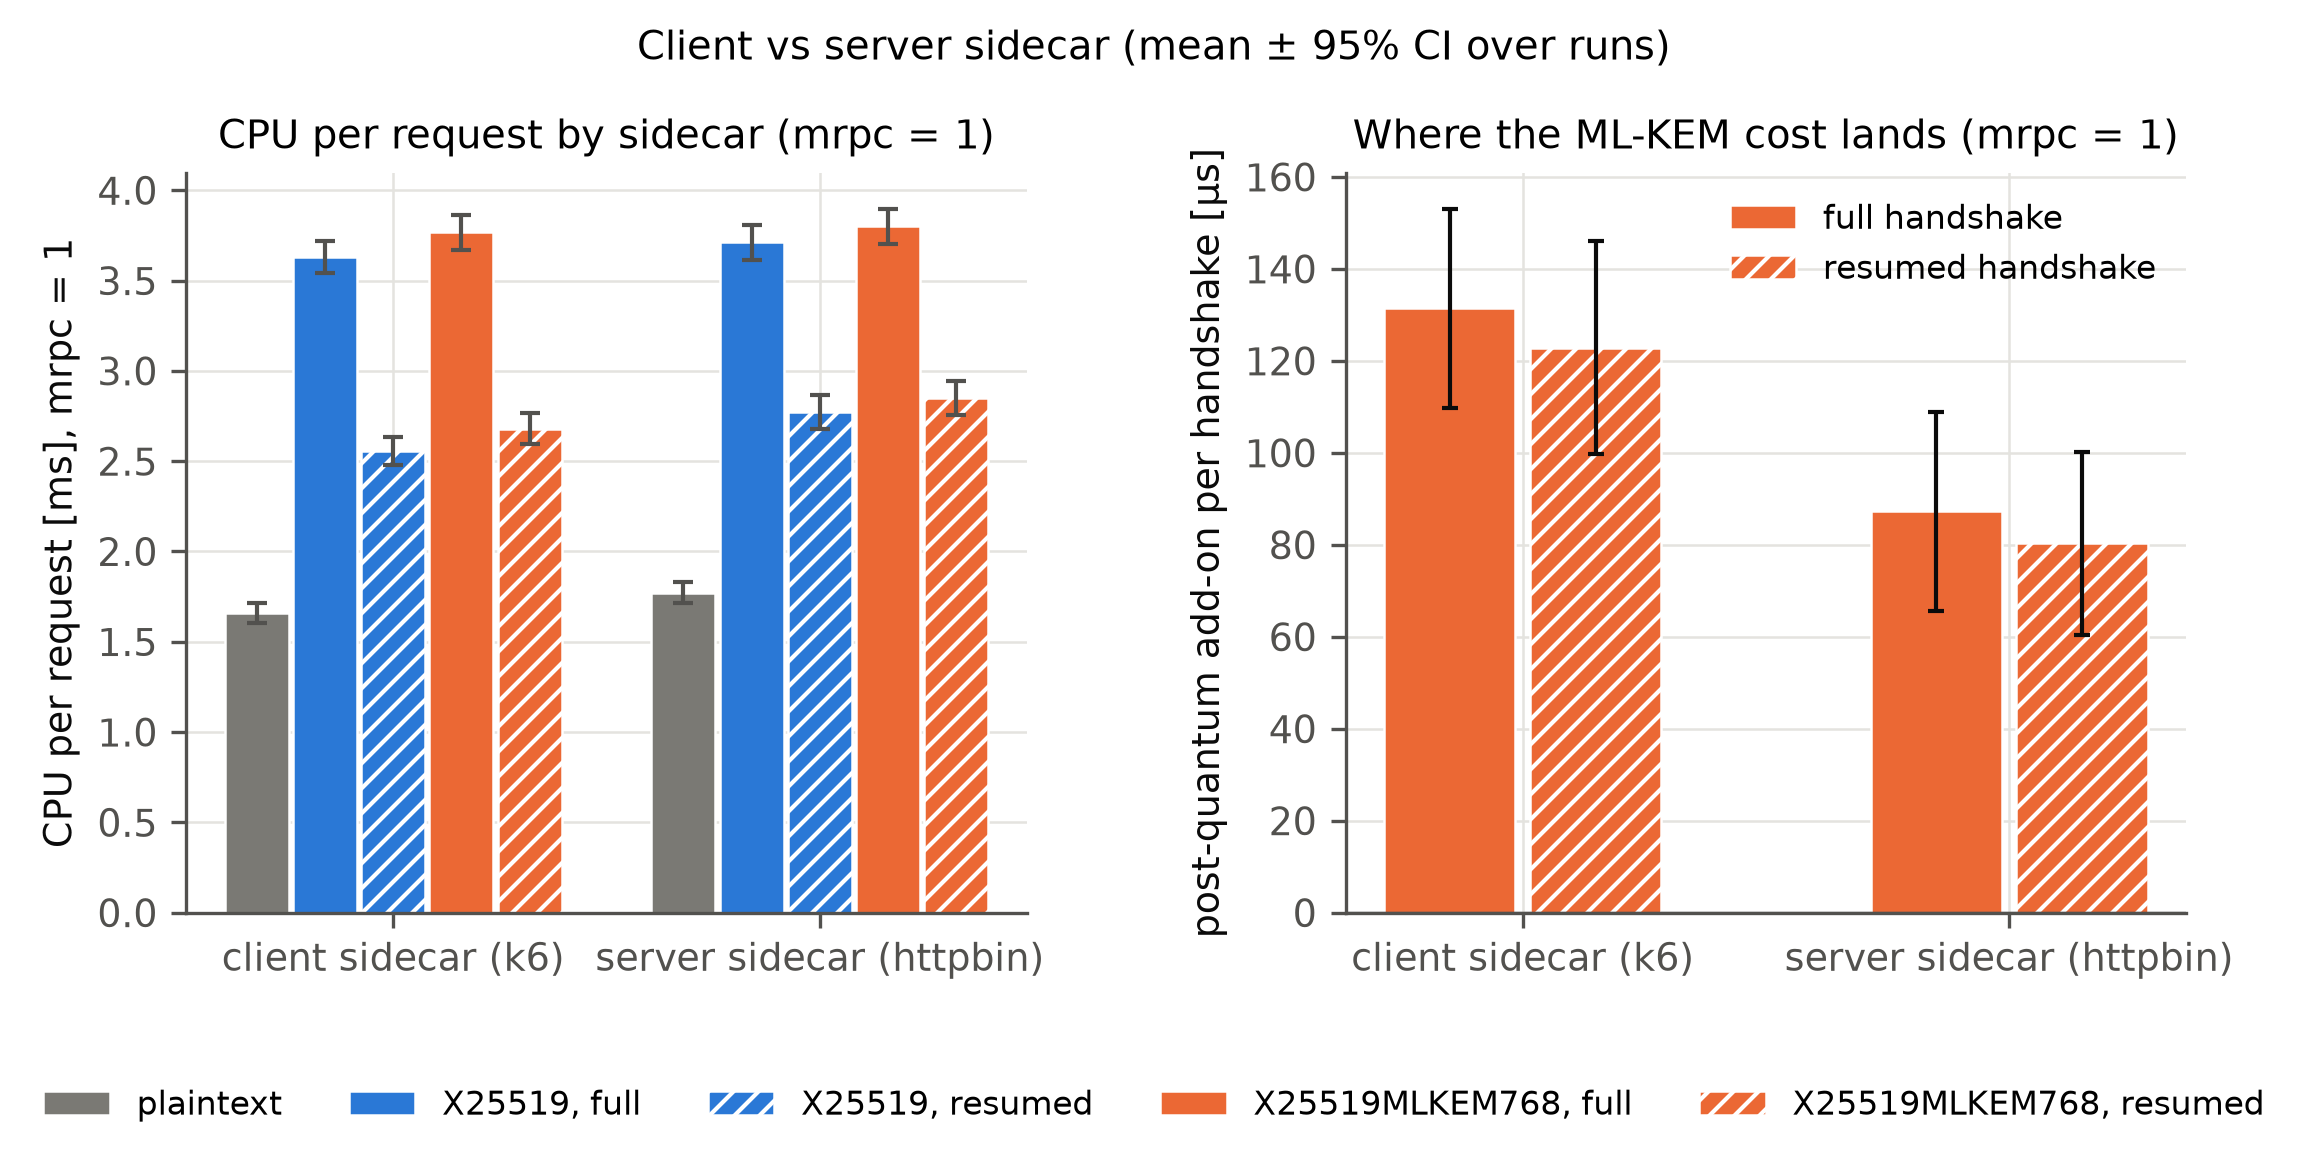 Client vs server sidecar (mean ± 95% CI over runs)
CPU per request by sidecar (mrpc = 1)
CPU per request [ms], mrpc = 1
4.0
3.5
3.0
2.5
2.0
1.5
1.0
0.5
0.0
client sidecar (k6)
server sidecar (httpbin)
Where the ML-KEM cost lands (mrpc = 1)
post-quantum add-on per handshake [µs]
160
140
120
100
80
60
40
20
0
full handshake
resumed handshake
client sidecar (k6)
server sidecar (httpbin)
plaintext
X25519, full
X25519, resumed
X25519MLKEM768, full
X25519MLKEM768, resumed